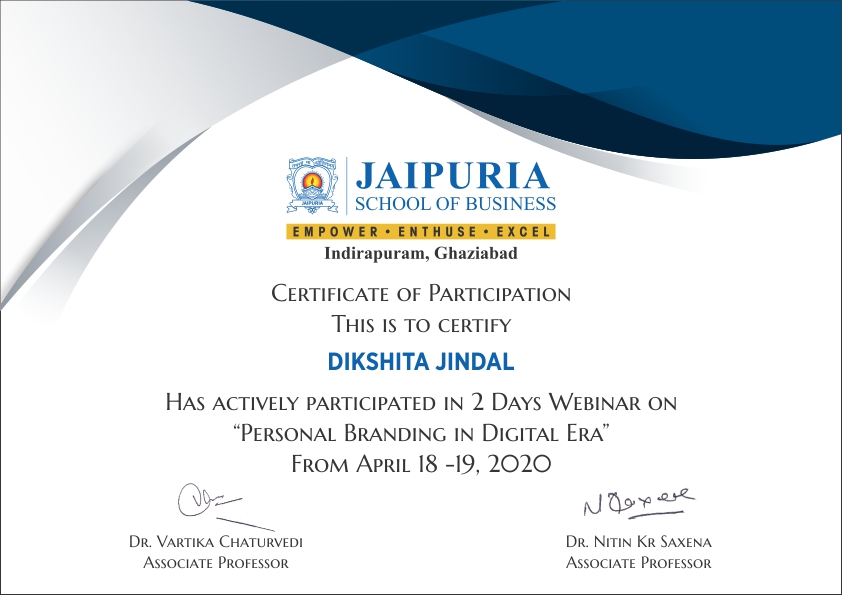 JAIPURIA
JAIPURIA
SCHOOL OF BUSINESS
EMPOWER • ENTHUSE • EXCEL
Indirapuram, Ghaziabad
Certificate of Participation
This is to certify
DIKSHITA JINDAL
Has actively participated in 2 Days Webinar on
“Personal Branding in Digital Era”
From April 18 -19, 2020
N Saxena
Dr. Vartika Chaturvedi
Associate Professor
Dr. Nitin Kr Saxena
Associate Professor